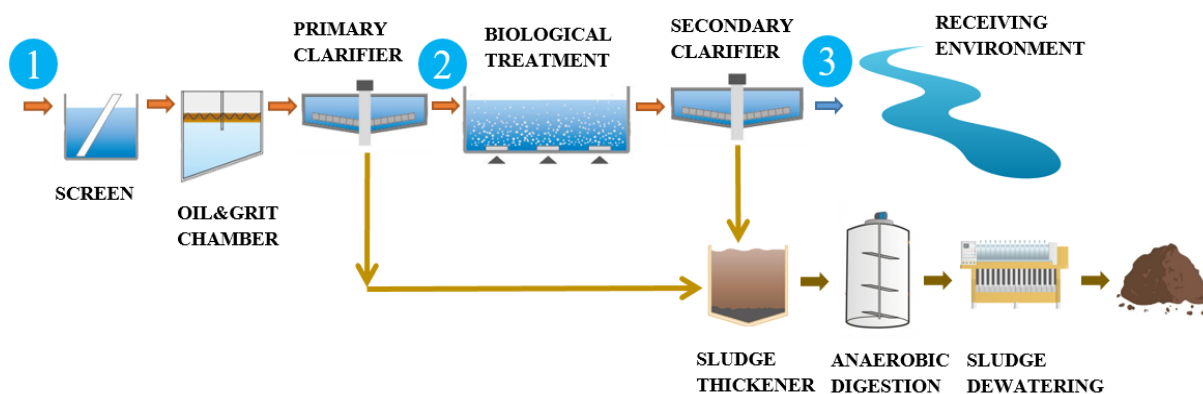 1
PRIMARY
CLARIFIER
2
BIOLOGICAL
TREATMENT
SECONDARY
CLARIFIER
3
RECEIVING
ENVIRONMENT
SCREEN
OIL&GRIT
CHAMBER
SLUDGE
THICKENER
ANAEROBIC
DIGESTION
SLUDGE
DEWATERING